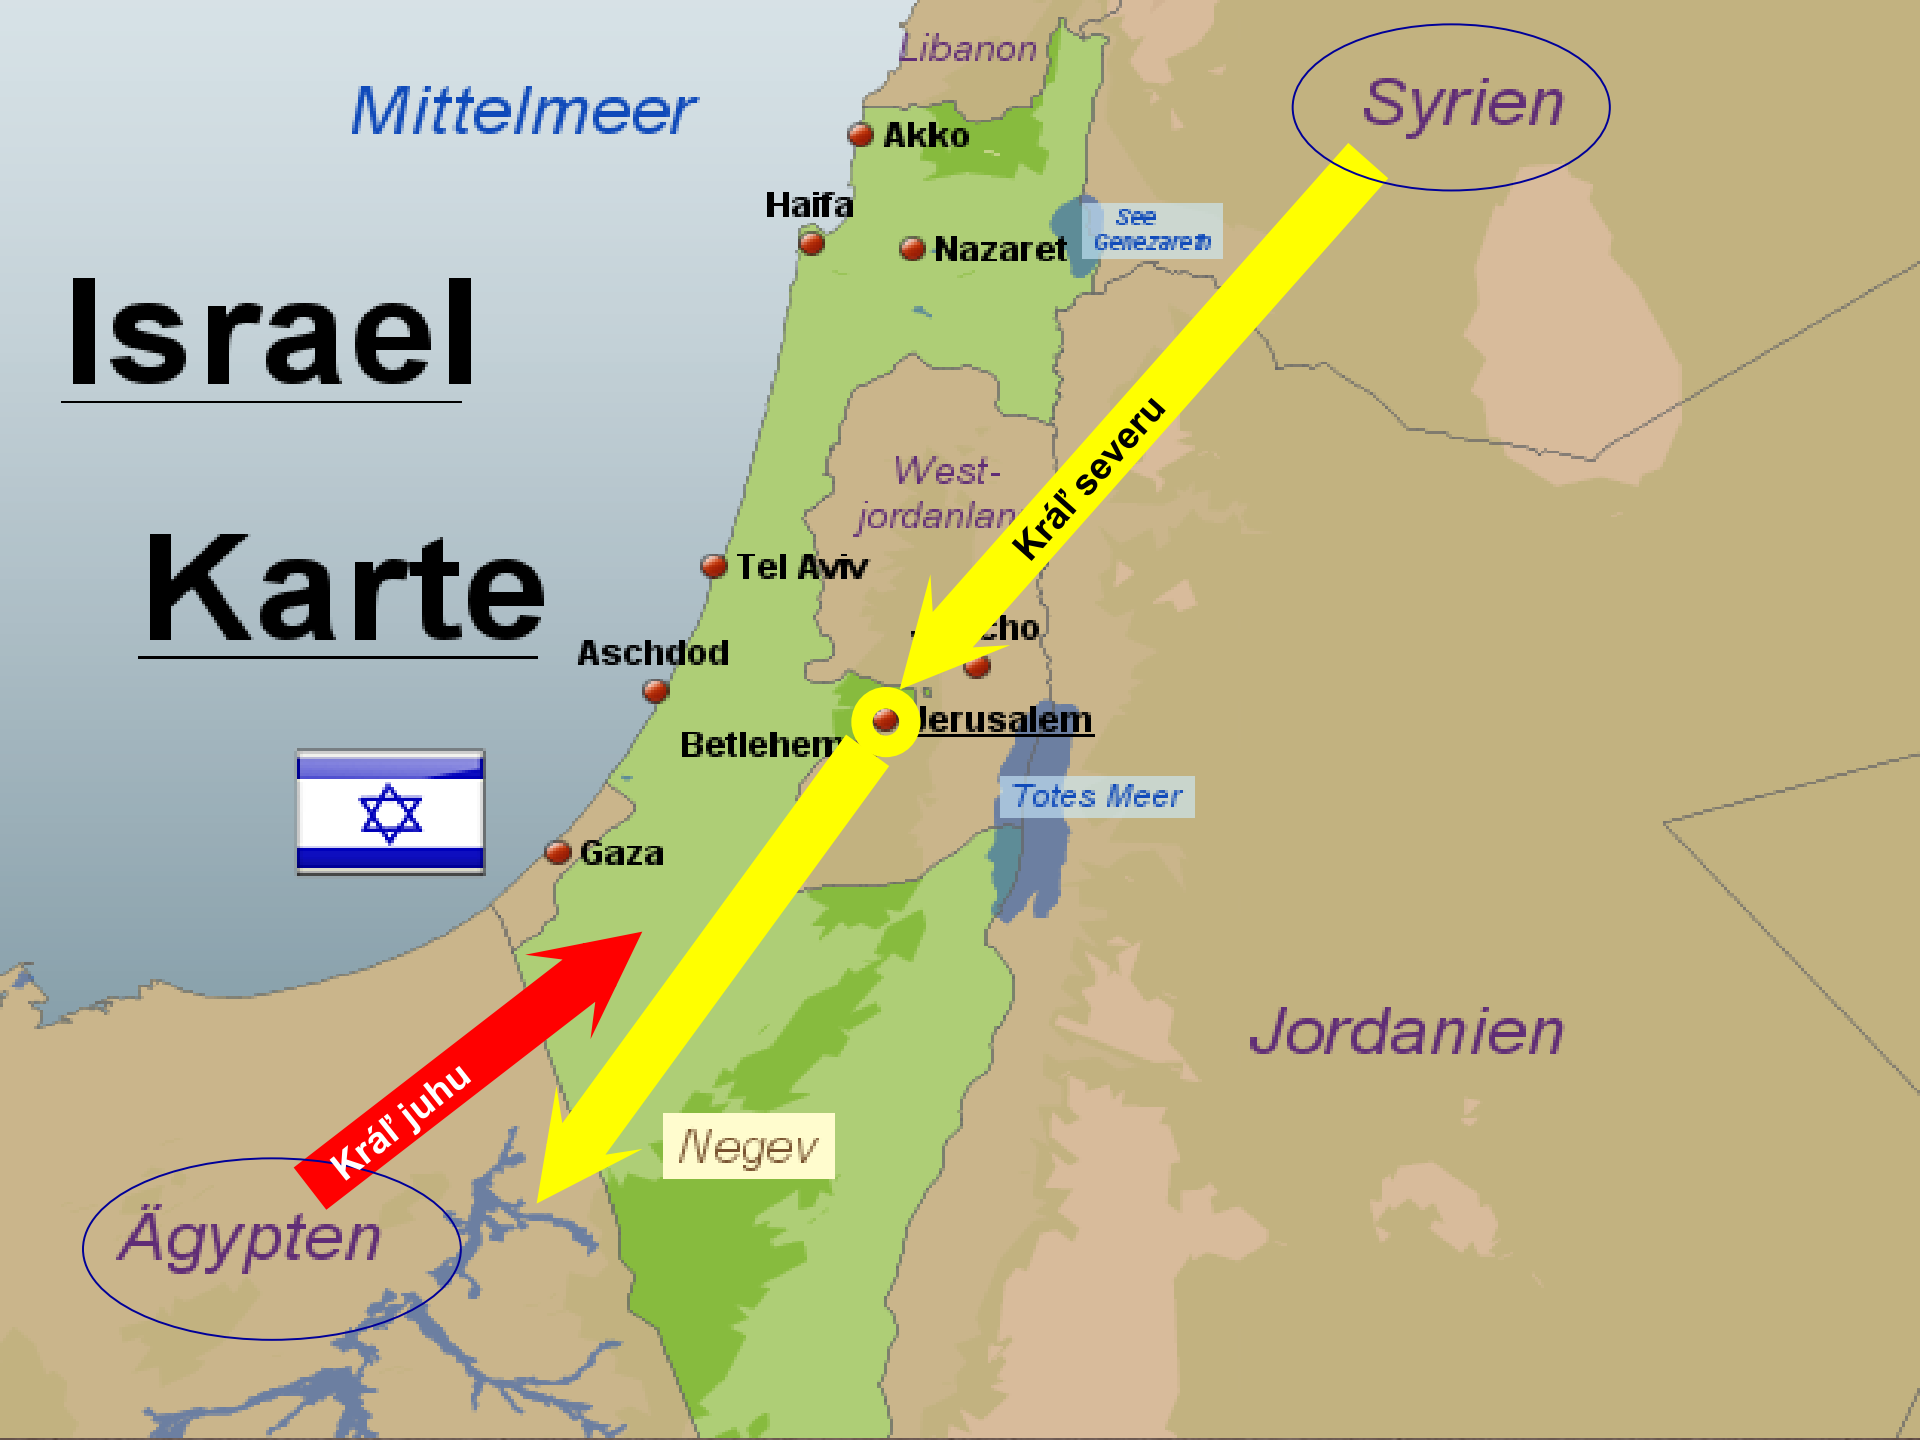 Libanon
Mittelmeer
Syrien
Akko
Haifa
See
Genezareth
Nazaret
Israel
Kráľ severu
West-
jordanlan
Karte
Tel Aviv
cho
Aschdod
Jerusalem
Betlehem
Totes Meer
Gaza
Jordanien
Kráľ juhu
Negev
Ägypten